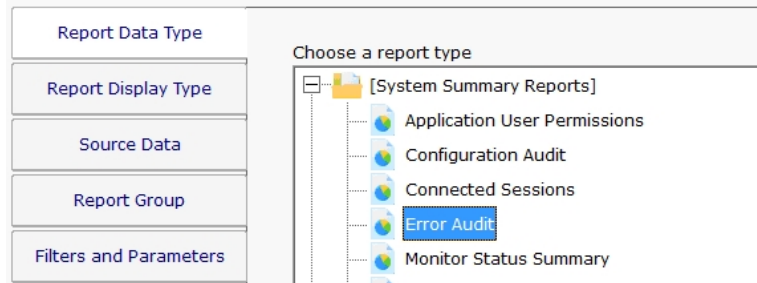 Report Data Type
Choose a report type
Report Display Type
[System Summary Reports]
Application User Permissions
Source Data
Configuration Audit
Report Group
Connected Sessions
Error Audit
Filters and Parameters
Monitor Status Summary